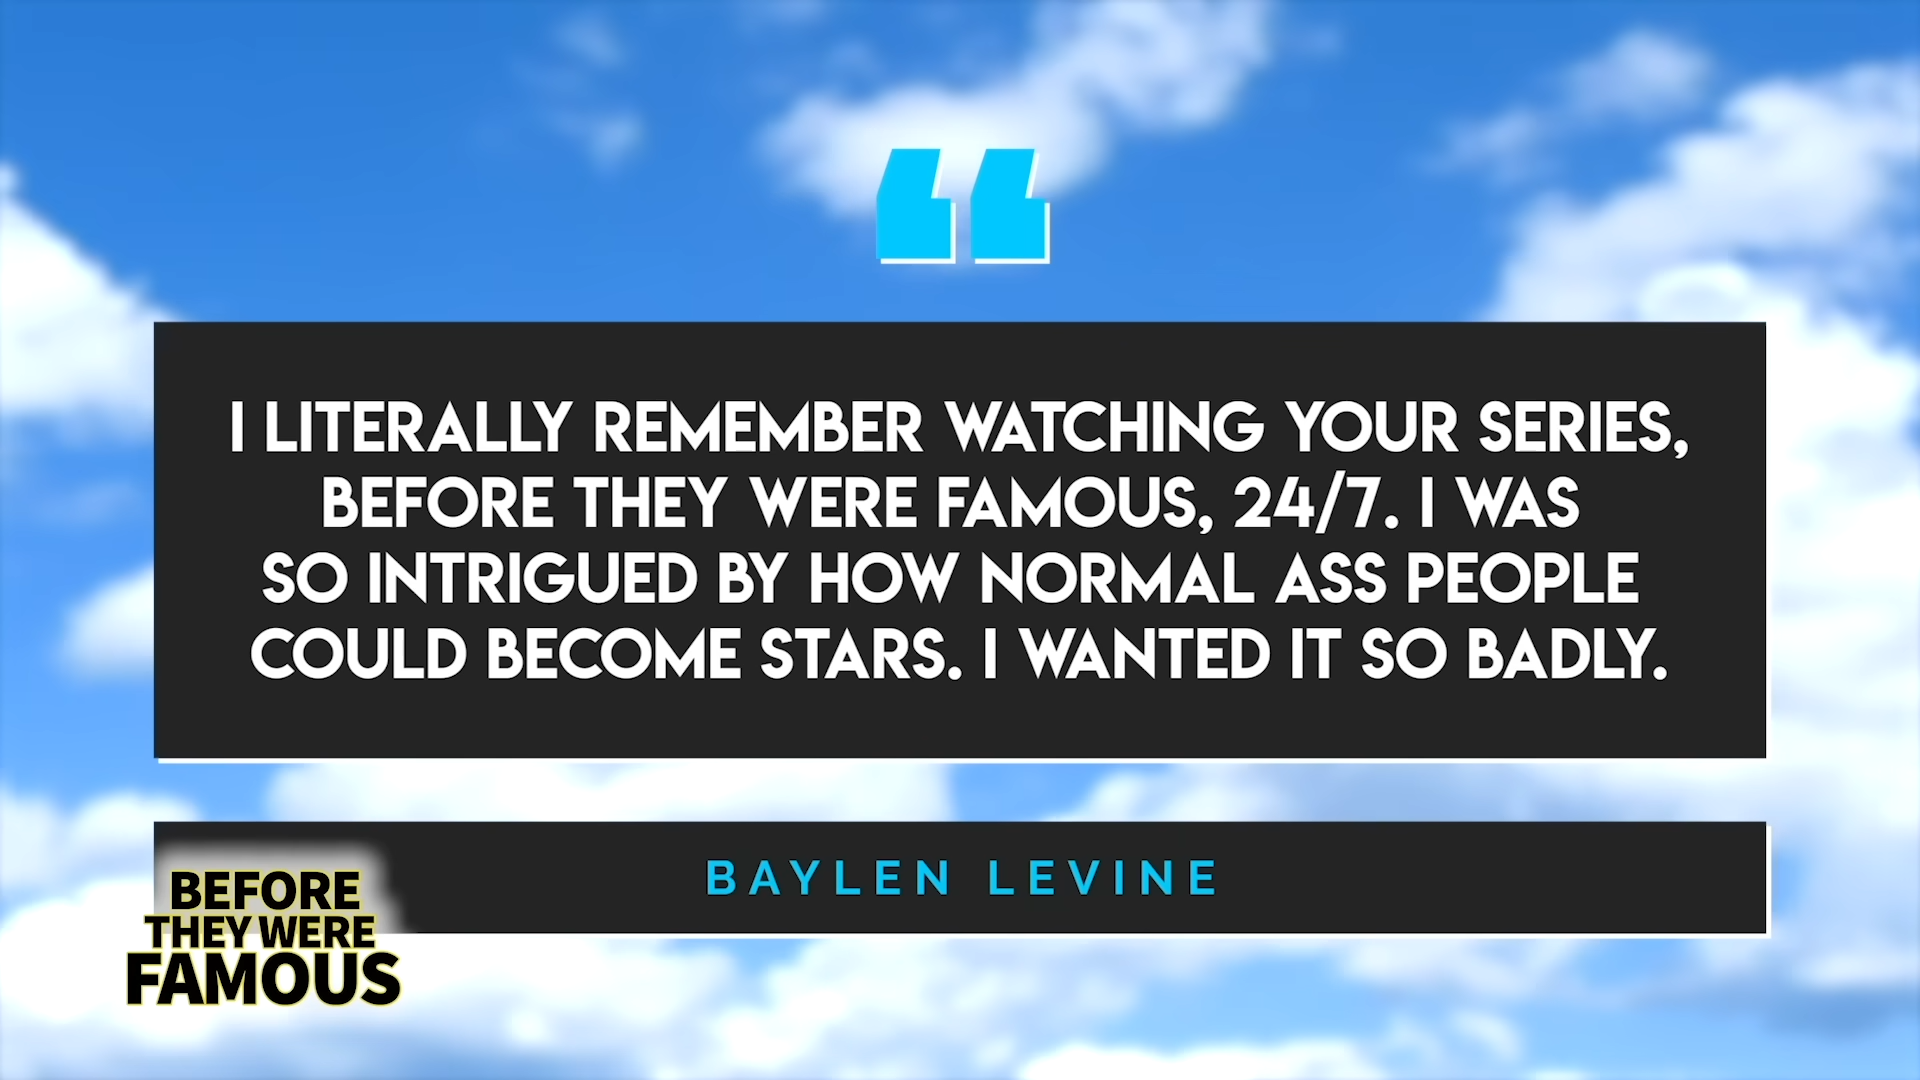 “
I LITERALLY REMEMBER WATCHING YOUR SERIES,
BEFORE THEY WERE FAMOUS, 24/7. I WAS
SO INTRIGUED BY HOW NORMAL ASS PEOPLE
COULD BECOME STARS. I WANTED IT SO BADLY.
BAYLEN LEVINE
BEFORE
THEY WERE
FAMOUS